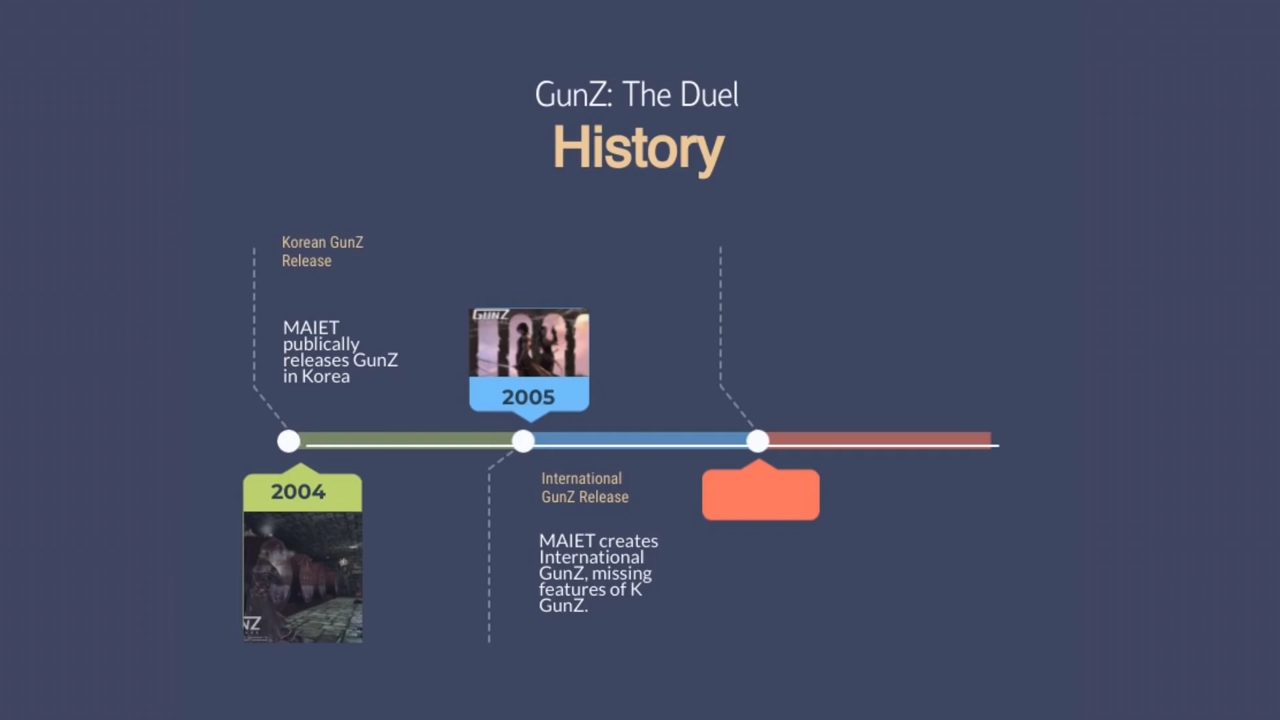 GunZ: The Duel
History
Korean GunZ
Release
MAIET
publically
releases GunZ
in Korea
GUNZ
2005
2004
NZ
International
GunZ Release
MAIET creates
International
GunZ, missing
features of K
GunZ.